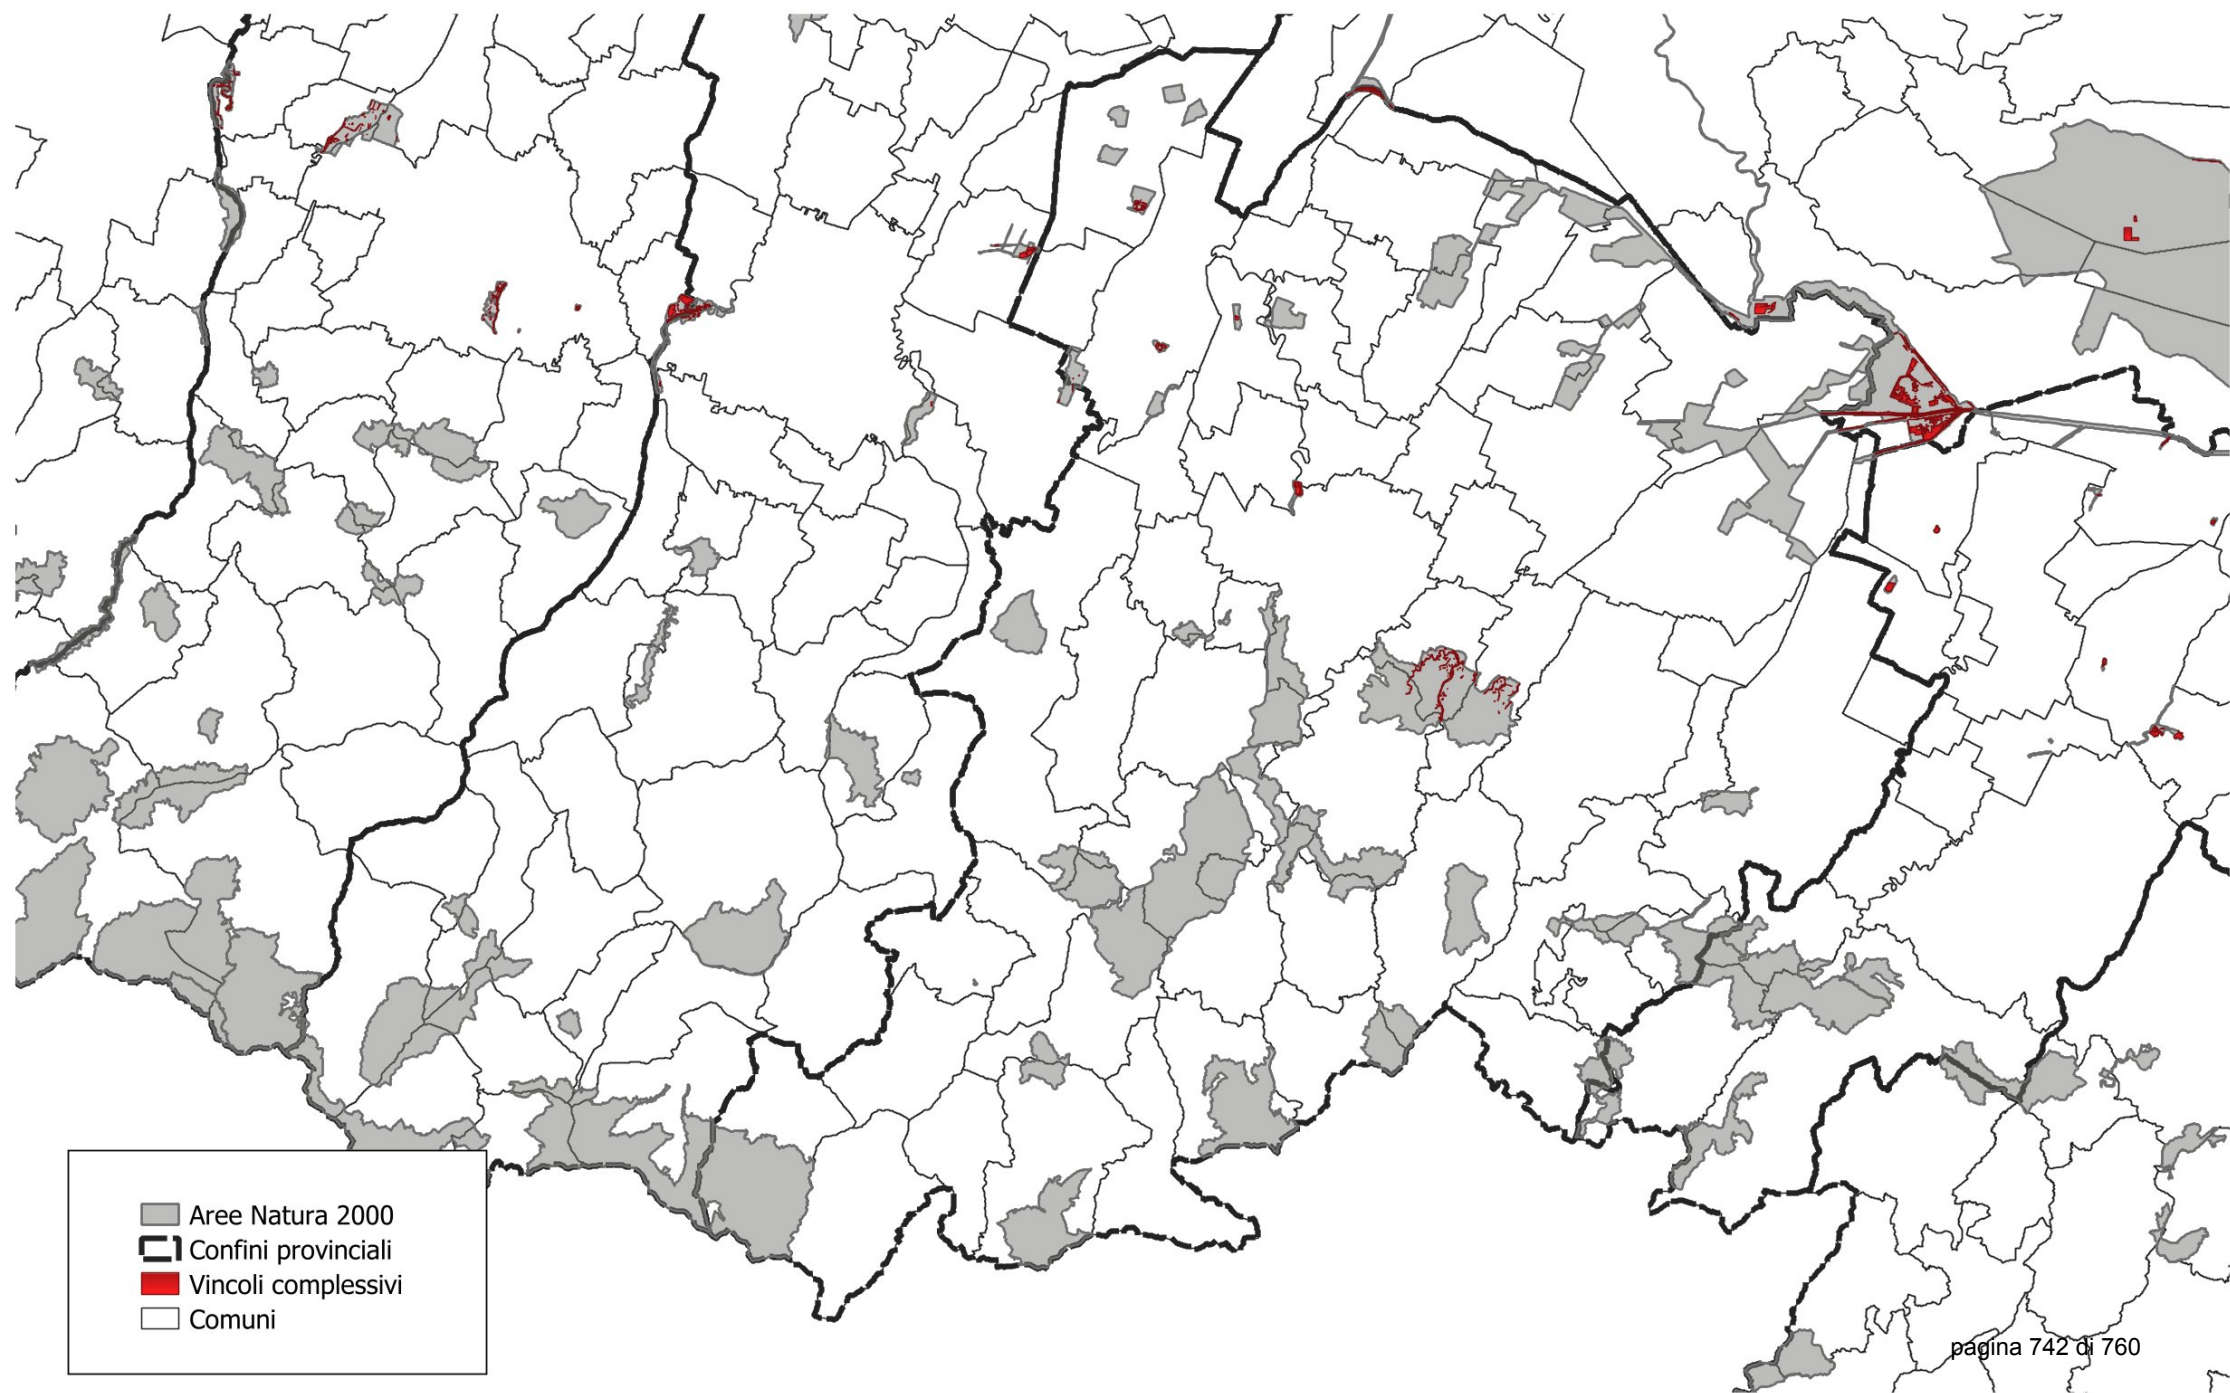 Aree Natura 2000
Confini provinciali
Vincoli complessivi
Comuni
pagina 742 di 760